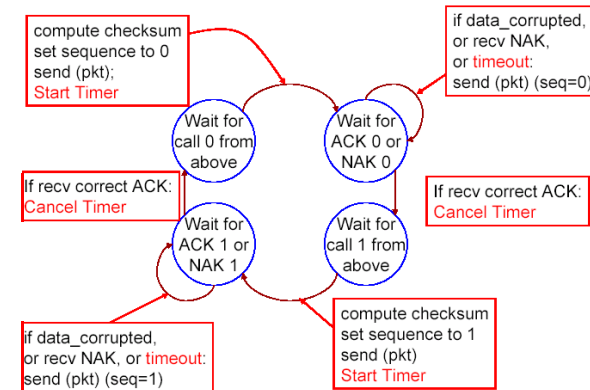 compute checksum
set sequence to 0
send (pkt);
Start Timer
if data_corrupted,
or recv NAK,
or timeout:
send (pkt) (seq=0)
Wait for
call 0 from
above
Wait for
ACK 0 or
NAK 0
If recv correct ACK:
Cancel Timer
If recv correct ACK:
Cancel Timer
Wait for
ACK 1 or
NAK 1
Wait for
call 1 from
above
if data_corrupted,
or recv NAK, or timeout:
send (pkt) (seq=1)
compute checksum
set sequence to 1
send (pkt)
Start Timer